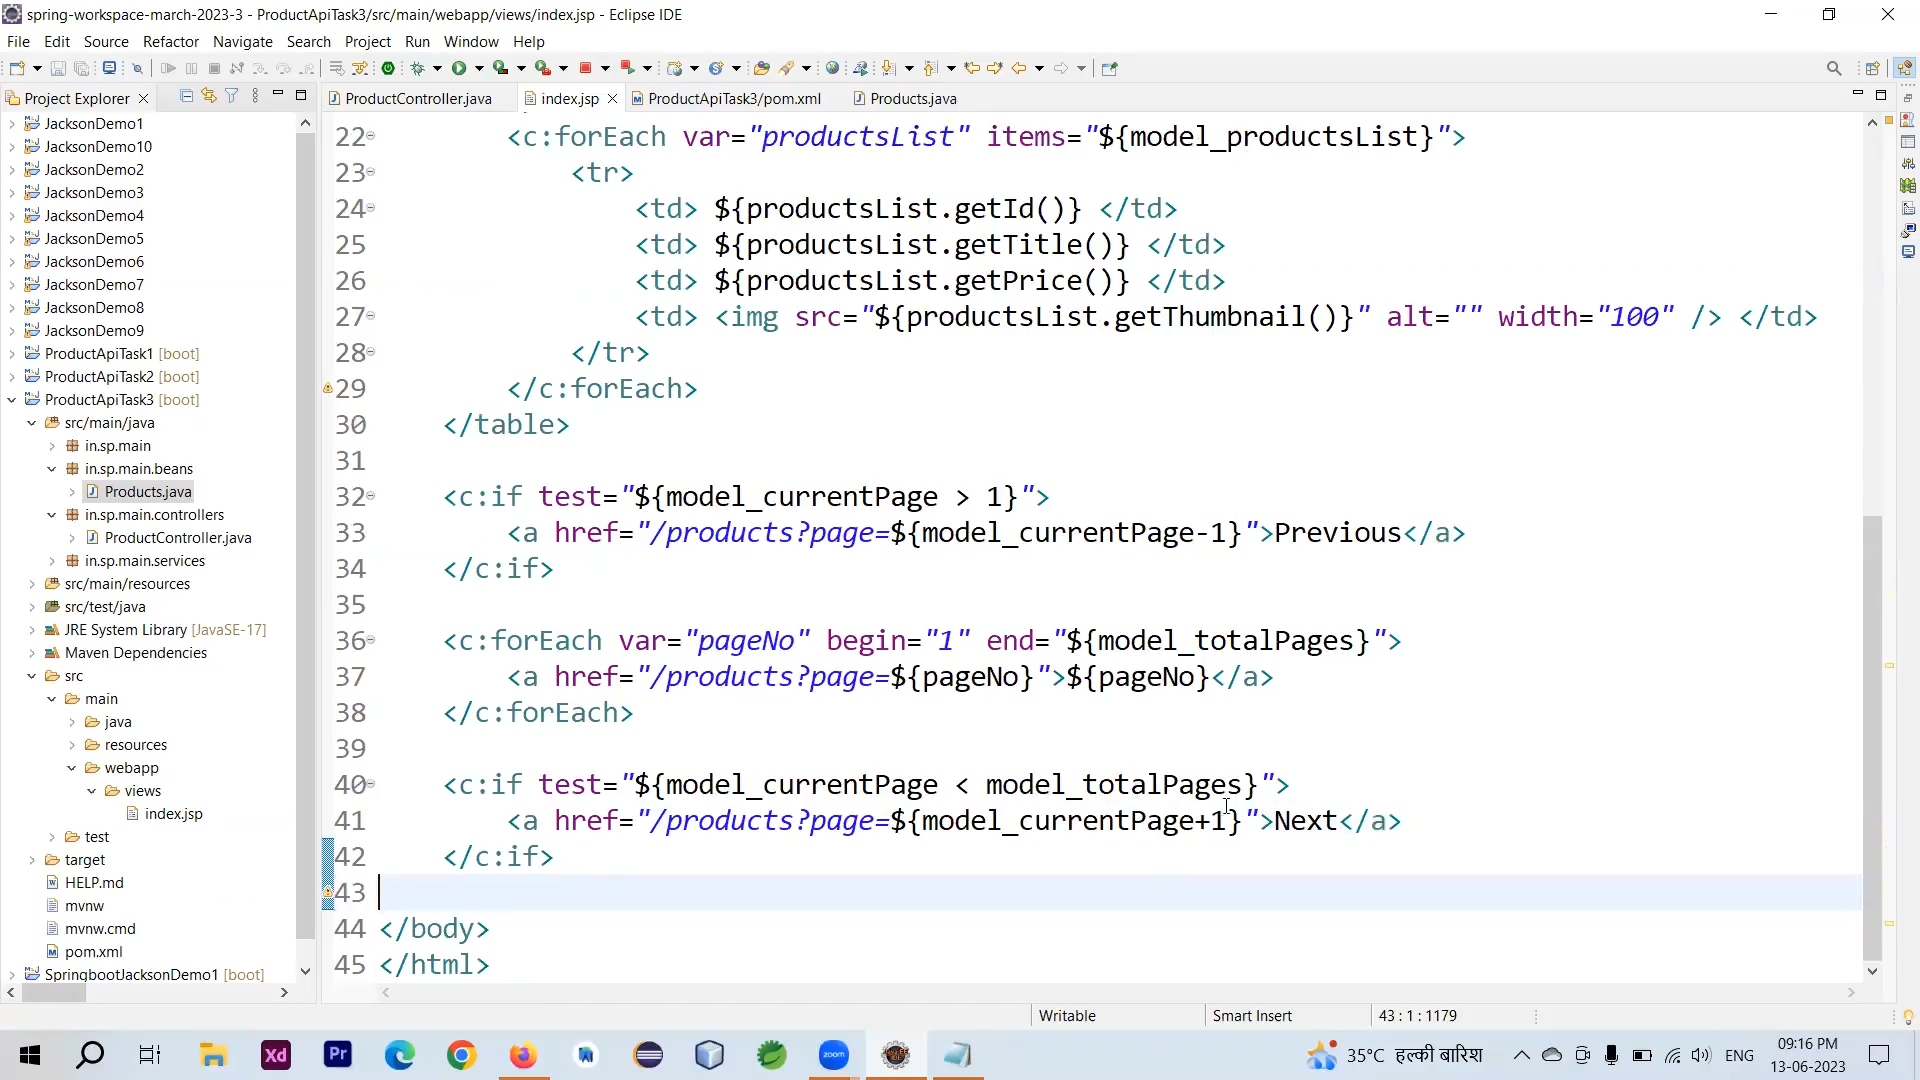 spring-workspace-march-2023-3 - ProductApiTask3/src/main/webapp/views/index.jsp - Eclipse IDE
File Edit Source Refactor Navigate Search Project Run Window Help
Project Explorer
JacksonDemo1
JacksonDemo10
JacksonDemo2
JacksonDemo3
JacksonDemo4
JacksonDemo5
JacksonDemo6
JacksonDemo7
JacksonDemo8
JacksonDemo9
ProductApiTask1 [boot]
ProductApiTask2 [boot]
ProductApiTask3 [boot]
src/main/java
in.sp.main
in.sp.main.beans
Products.java
in.sp.main.controllers
ProductController.java
in.sp.main.services
src/main/resources
src/test/java
JRE System Library [JavaSE-17]
Maven Dependencies
src
main
java
resources
webapp
views
index.jsp
test
target
HELP.md
mvnw
mvnw.cmd
pom.xml
SpringbootJacksonDemo1 [boot]
ProductController.java index.jsp ProductApiTask3/pom.xml Products.java
22 <c:forEach var="productsList" items="${model_productsList}">
23 <tr>
24 <td> ${productsList.getId()} </td>
25 <td> ${productsList.getTitle()} </td>
26 <td> ${productsList.getPrice()} </td>
27 <td> <img src="${productsList.getThumbnail()}" alt="" width="100" /> </td>
28 </tr>
29 </c:forEach>
30 </table>
31
32 <c:if test="${model_currentPage > 1}">
33 <a href="/products?page=${model_currentPage-1}">Previous</a>
34 </c:if>
35
36 <c:forEach var="pageNo" begin="1" end="${model_totalPages}">
37 <a href="/products?page=${pageNo}">${pageNo}</a>
38 </c:forEach>
39
40 <c:if test="${model_currentPage < model_totalPages}">
41 <a href="/products?page=${model_currentPage+1}">Next</a>
42 </c:if>
43
44 </body>
45 </html>
Writable Smart Insert 43 : 1 : 1179
Xd Pr zoom 35°C हल्की बारिश ENG 09:16 PM
13-06-2023